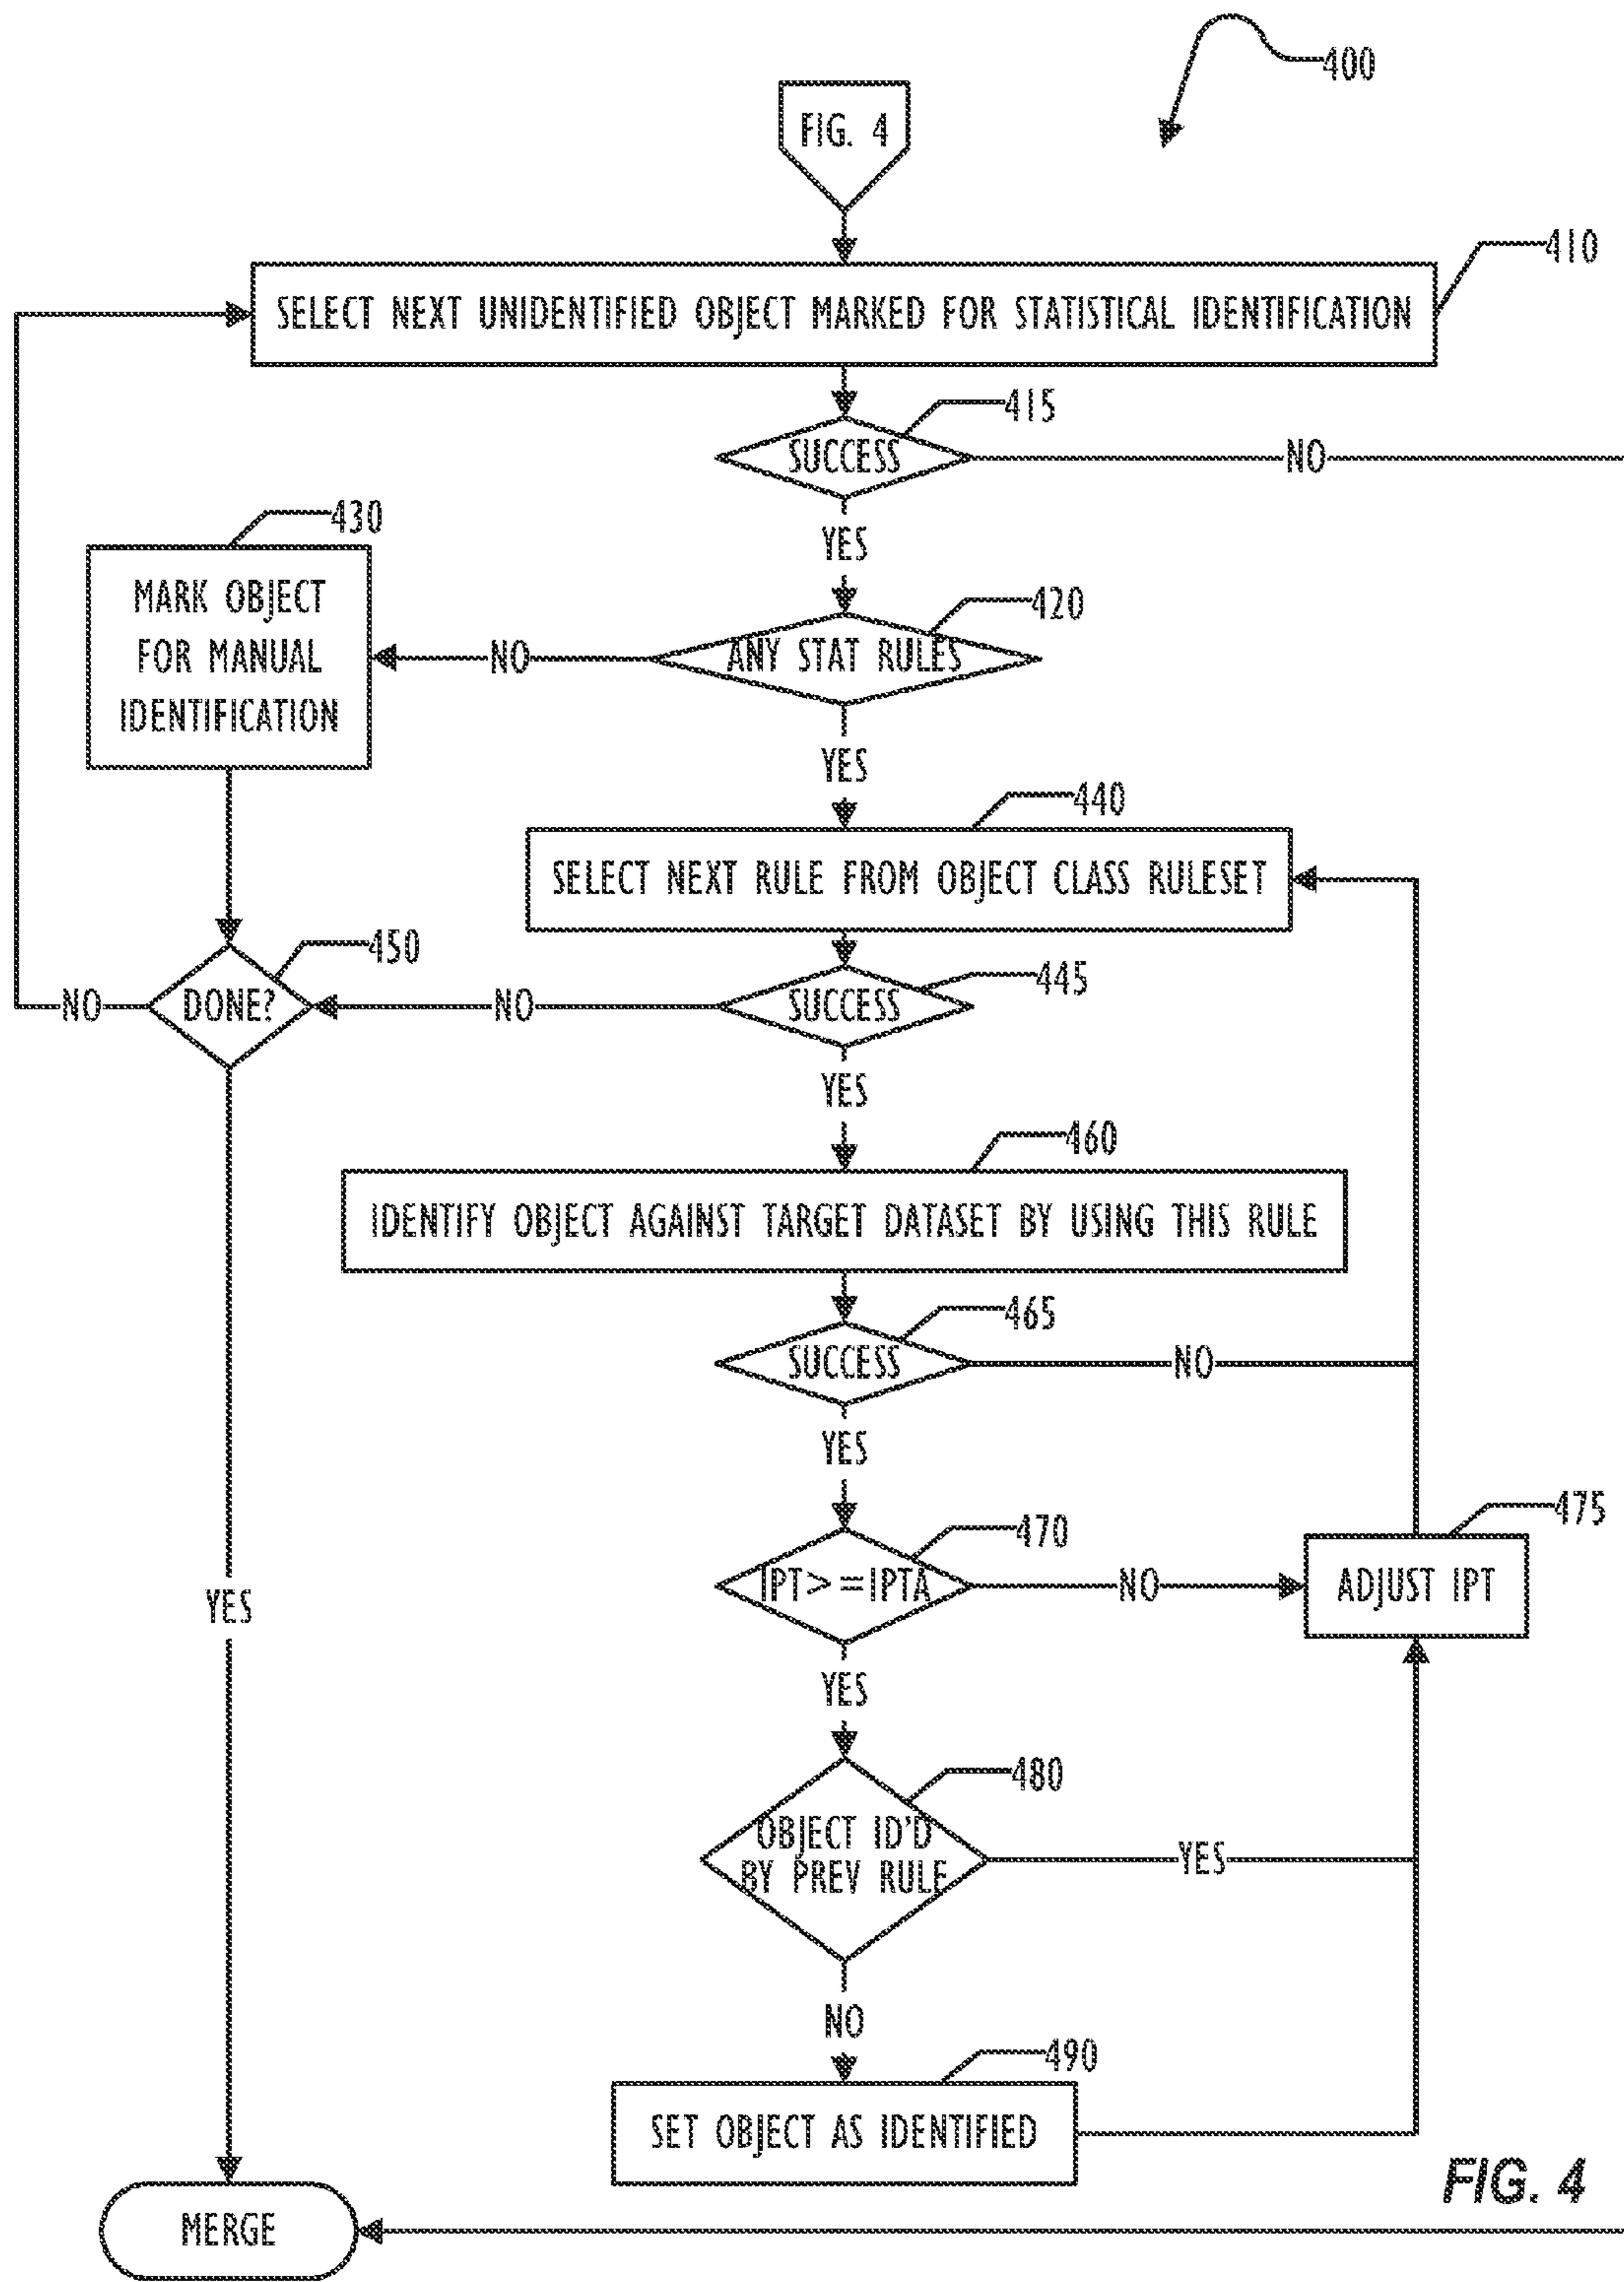 400
FIG. 4
410
SELECT NEXT UNIDENTIFIED OBJECT MARKED FOR STATISTICAL IDENTIFICATION
415
SUCCESS
NO
YES
430
MARK OBJECT
FOR MANUAL
IDENTIFICATION
420
ANY STAT RULES
NO
YES
440
SELECT NEXT RULE FROM OBJECT CLASS RULESET
450
DONE?
NO
NO
445
SUCCESS
YES
460
IDENTIFY OBJECT AGAINST TARGET DATASET BY USING THIS RULE
465
SUCCESS
NO
YES
470
IPT>=IPTA
NO
475
ADJUST IPT
YES
YES
480
OBJECT ID'D
BY PREV RULE
YES
NO
490
SET OBJECT AS IDENTIFIED
MERGE
FIG. 4